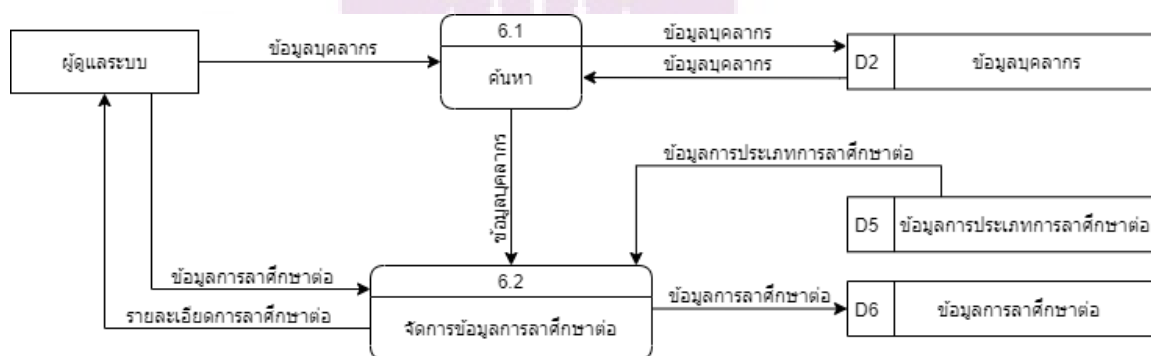 6.1
ข้อมูลบุคลากร
ข้อมูลบุคลากร
ผู้ดูแลระบบ
ค้นหา
ข้อมูลบุคลากร
D2
ข้อมูลบุคลากร
ข้อมูลบุคลากร
ข้อมูลการประเภทการลาศึกษาต่อ
D5
ข้อมูลการประเภทการลาศึกษาต่อ
ข้อมูลการลาศึกษาต่อ
6.2
ข้อมูลการลาศึกษาต่อ
D6
ข้อมูลการลาศึกษาต่อ
รายละเอียดการลาศึกษาต่อ
จัดการข้อมูลการลาศึกษาต่อ